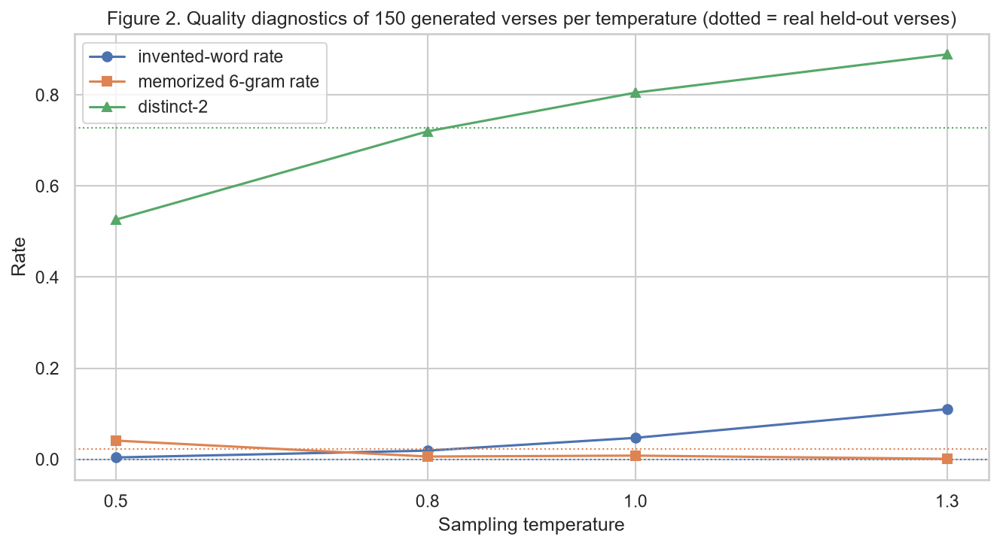 Figure 2. Quality diagnostics of 150 generated verses per temperature (dotted = real held-out verses)
invented-word rate
memorized 6-gram rate
distinct-2
Rate
0.8
0.6
0.4
0.2
0.0
0.5 0.8 1.0 1.3
Sampling temperature